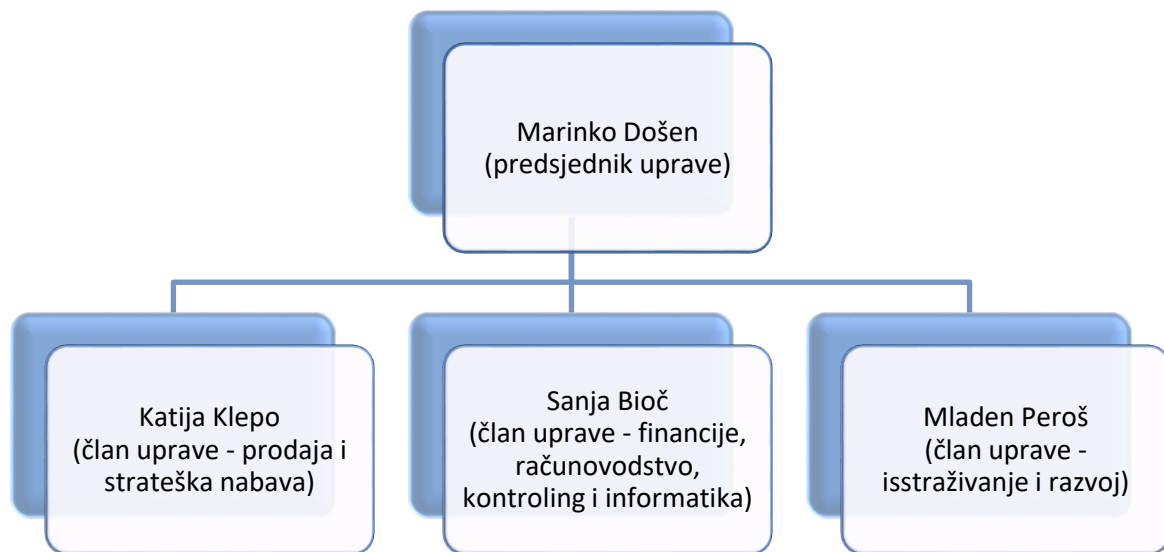 Marinko Došen
(predsjednik uprave)
Katija Klepo
(član uprave - prodaja i
strateška nabava)
Sanja Bioč
(član uprave - financije,
računovodstvo,
kontroling i informatika)
Mladen Peroš
(član uprave -
isstraživanje i razvoj)